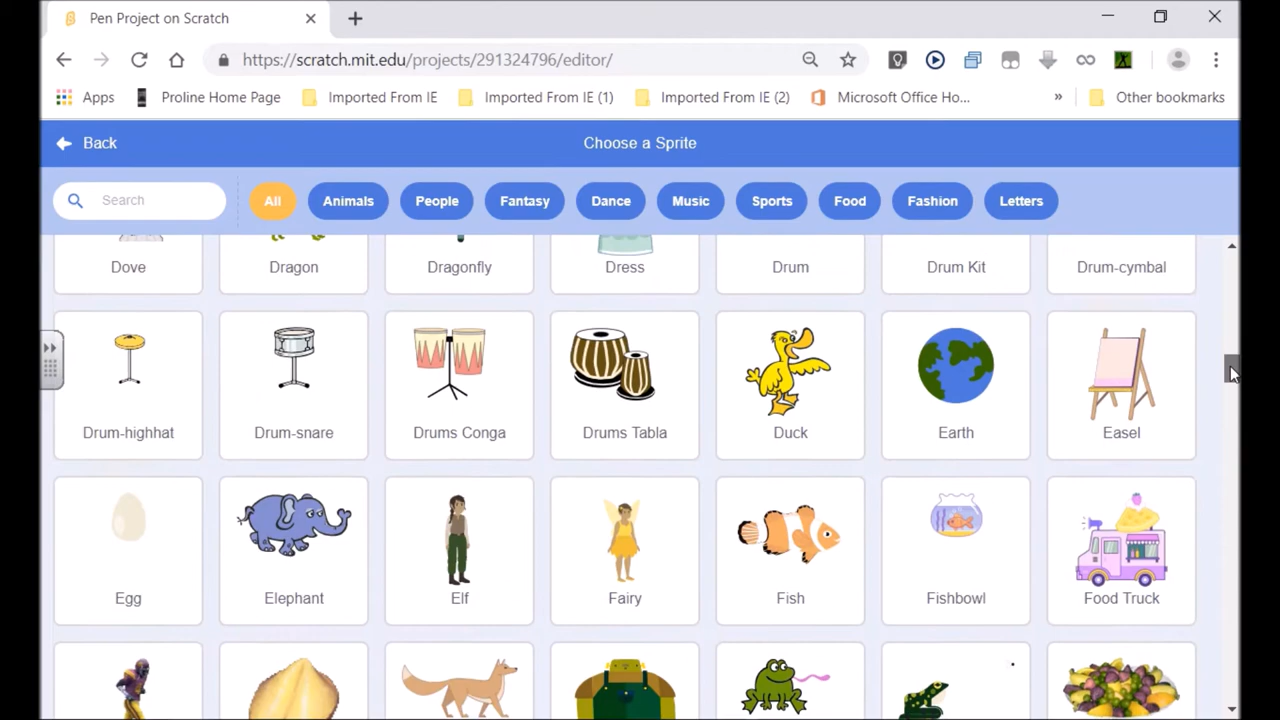 Pen Project on Scratch
https://scratch.mit.edu/projects/291324796/editor/
Apps Proline Home Page Imported From IE Imported From IE (1) Imported From IE (2) Microsoft Office Ho... » Other bookmarks
Back Choose a Sprite
Search All Animals People Fantasy Dance Music Sports Food Fashion Letters
Dove Dragon Dragonfly Dress Drum Drum Kit Drum-cymbal
Drum-highhat Drum-snare Drums Conga Drums Tabla Duck Earth Easel
Egg Elephant Elf Fairy Fish Fishbowl Food Truck